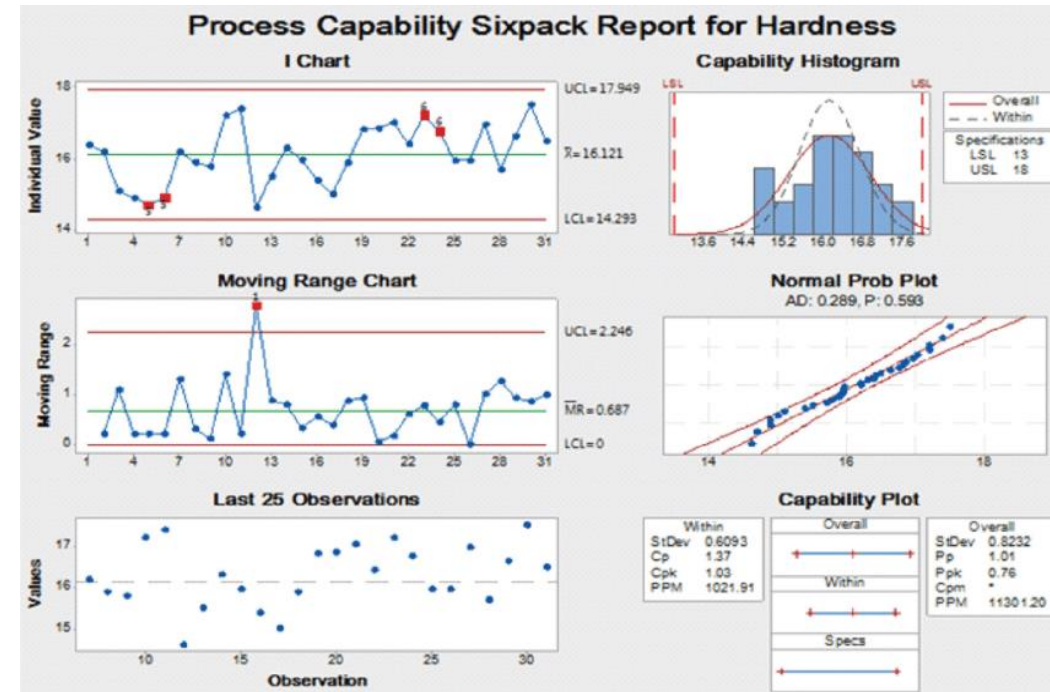 Process Capability Sixpack Report for Hardness
I Chart
Individual Value
18
16
14
1 4 7 10 13 16 19 22 25 28 31
UCL=17.949
X̄=16.121
LCL=14.293
5 5 6 6
Capability Histogram
LSL USL
13.6 14.4 15.2 16.0 16.8 17.6
Overall
Within
Specifications
LSL 13
USL 18
Moving Range Chart
Moving Range
2
1
0
1 4 7 10 13 16 19 22 25 28 31
1
UCL=2.246
M̄R̄=0.687
LCL=0
Normal Prob Plot
AD: 0.289, P: 0.593
14 16 18
Last 25 Observations
Values
17
16
15
10 15 20 25 30
Observation
Capability Plot
Within
StDev 0.6093
Cp 1.37
Cpk 1.03
PPM 1021.91
Overall
Within
Specs
Overall
StDev 0.8232
Pp 1.01
Ppk 0.76
Cpm *
PPM 11301.20